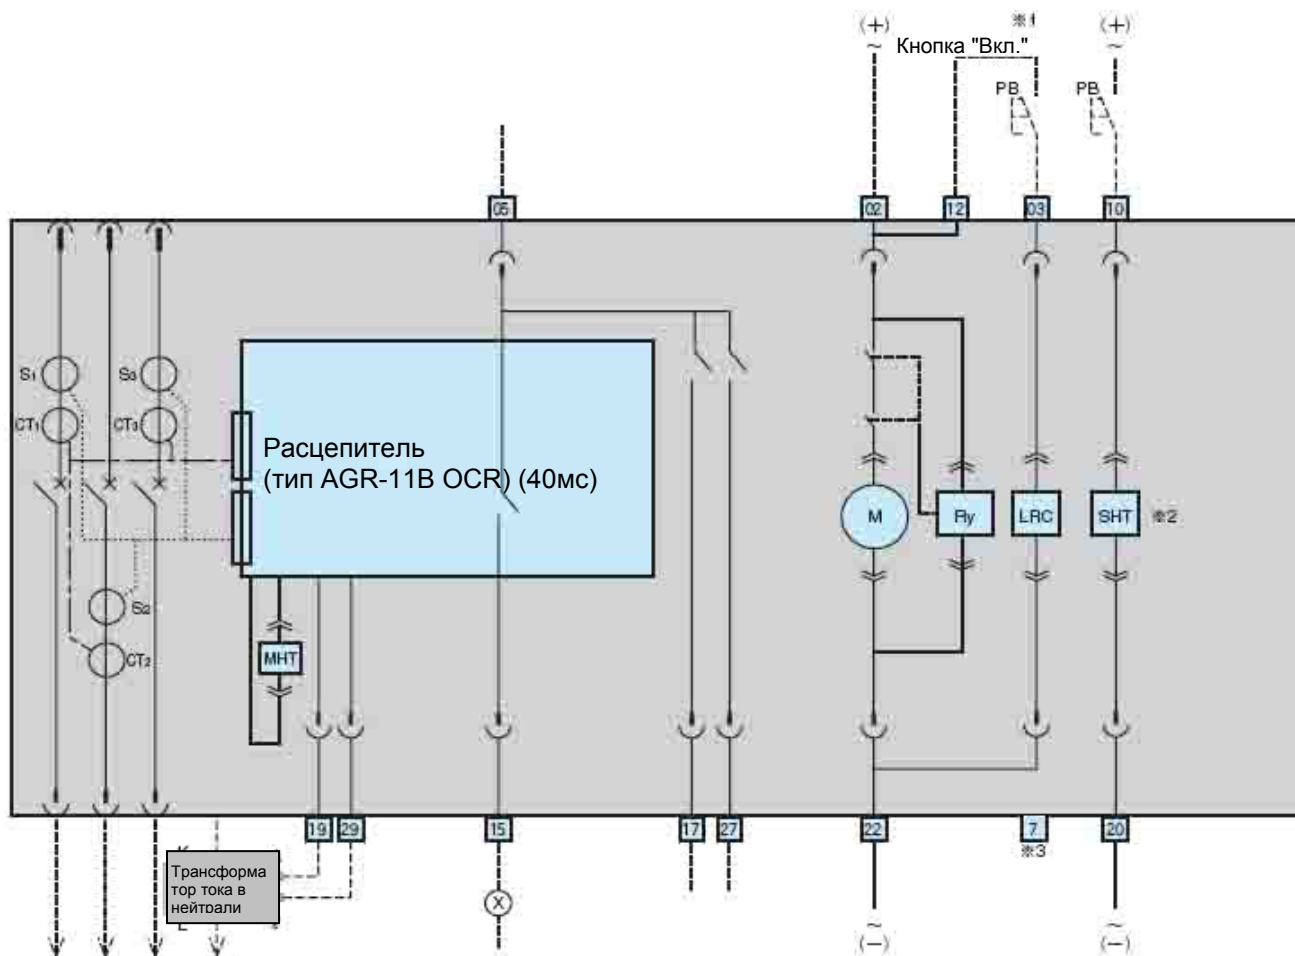 (+) ※1 (+)
~ Кнопка "Вкл." ~
PB PB
05 02 12 03 10
S1 S3
CT1 CT3
Расцепитель
(тип AGR-11B OCR) (40мс)
M Ry LRC SHT ※2
S2
MHT
CT2
19 29 15 17 27 22 7 20
※3
Трансформа
тор тока в
нейтрали
X
~ ~
(−) (−)